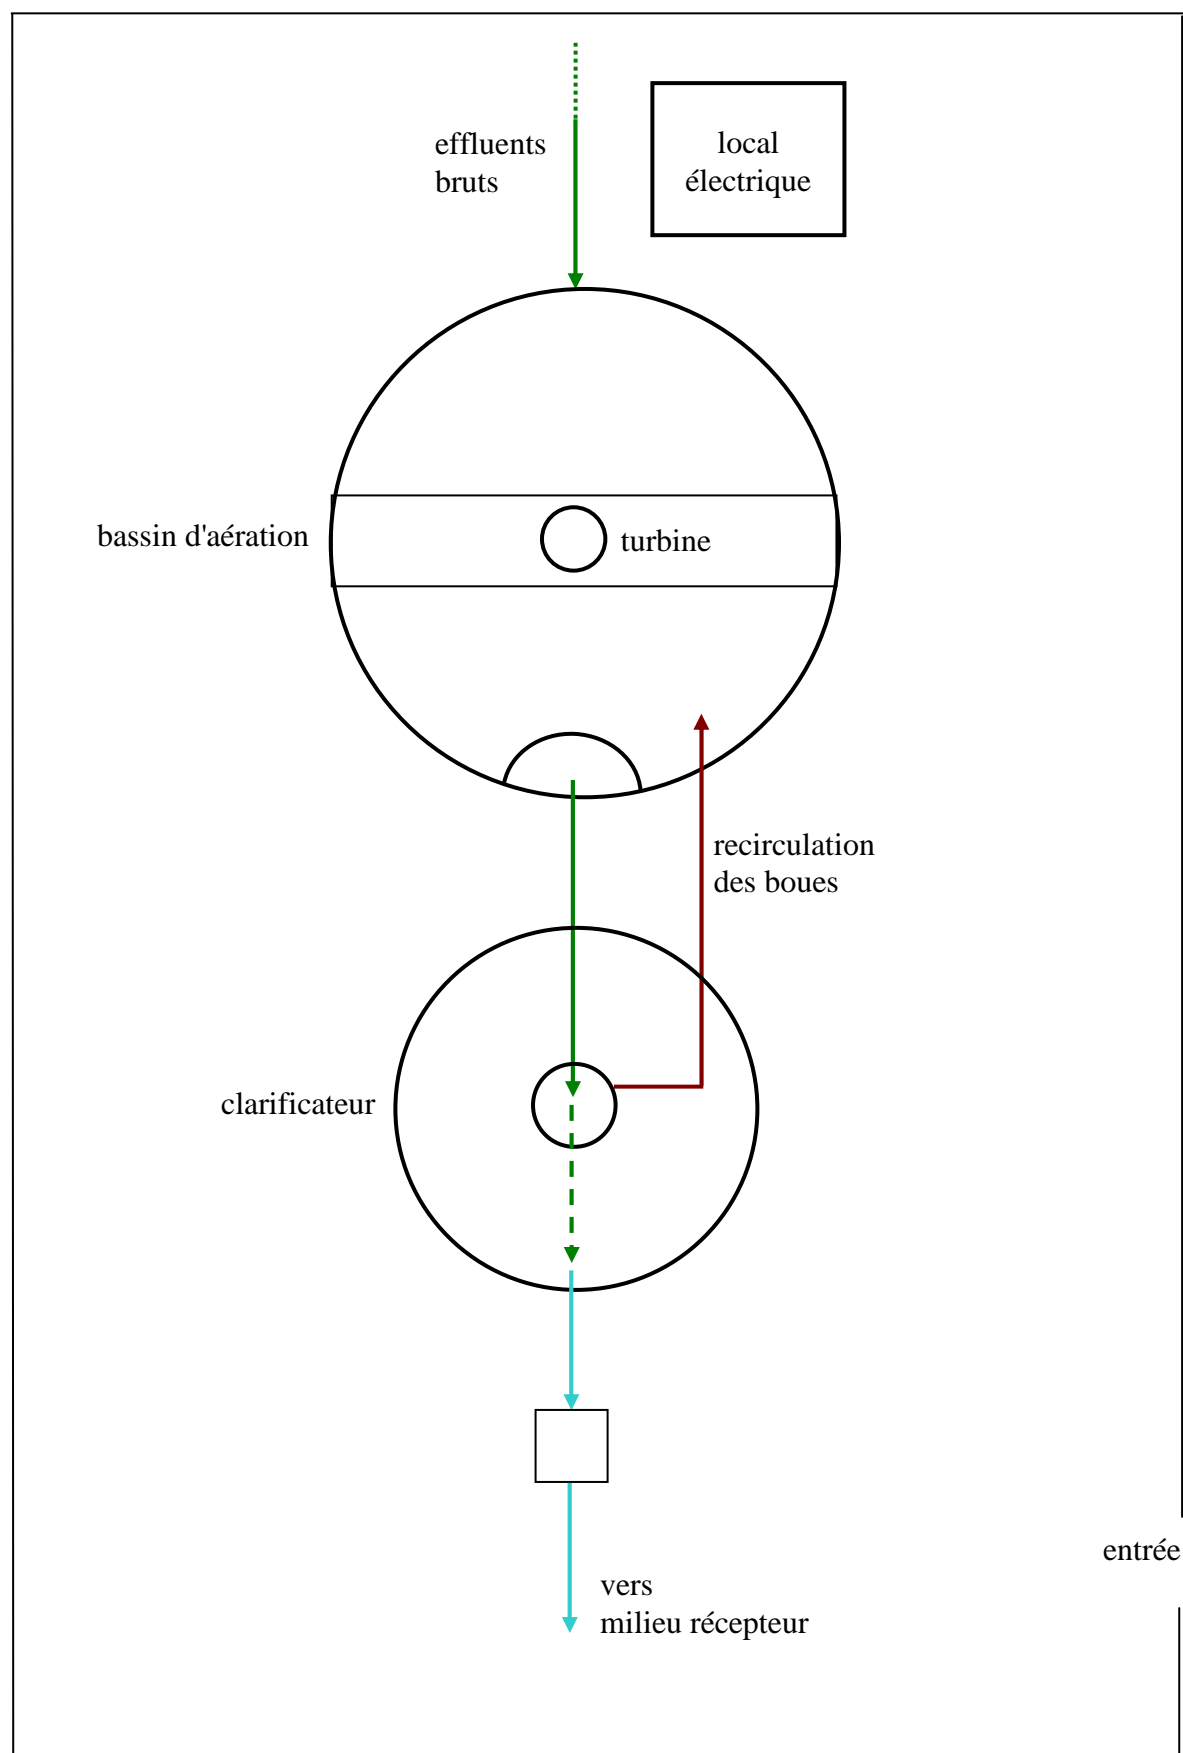 effluents
bruts
local
électrique
bassin d'aération
turbine
recirculation
des boues
clarificateur
entrée
vers
milieu récepteur